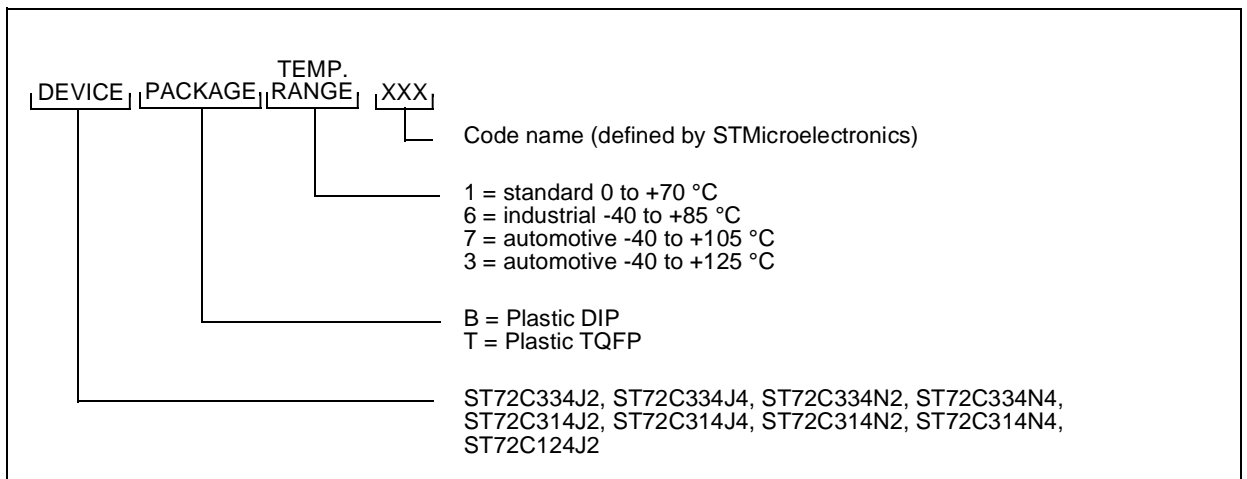 TEMP.
DEVICE PACKAGE RANGE XXX
Code name (defined by STMicroelectronics)
1 = standard 0 to +70 °C
6 = industrial -40 to +85 °C
7 = automotive -40 to +105 °C
3 = automotive -40 to +125 °C
B = Plastic DIP
T = Plastic TQFP
ST72C334J2, ST72C334J4, ST72C334N2, ST72C334N4,
ST72C314J2, ST72C314J4, ST72C314N2, ST72C314N4,
ST72C124J2